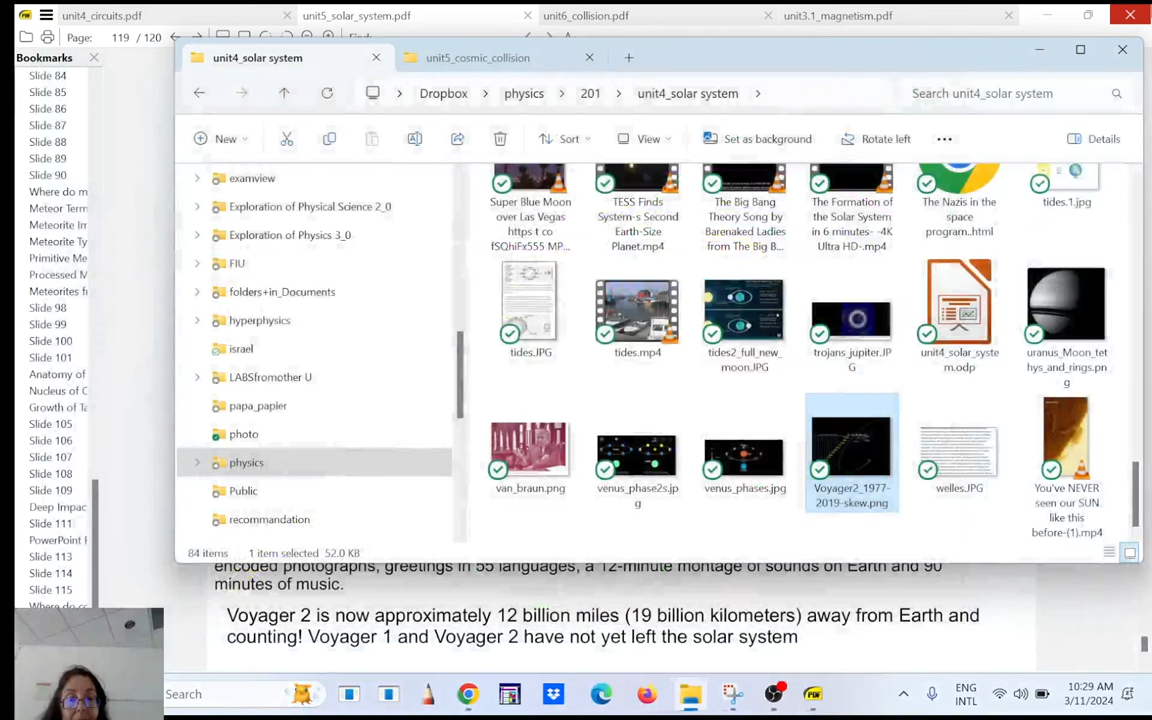 unit4_circuits.pdf
unit5_solar_system.pdf
unit6_collision.pdf
unit3.1_magnetism.pdf
Page: 119 / 120
Bookmarks
Slide 84
Slide 85
Slide 86
Slide 87
Slide 88
Slide 89
Slide 90
Where do m
Meteor Term
Meteorite Im
Meteorite Ty
Primitive Me
Processed M
Meteorites fr
Slide 98
Slide 99
Slide 100
Slide 101
Anatomy of
Nucleus of C
Growth of Ta
Slide 105
Slide 106
Slide 107
Slide 108
Slide 109
Deep Impac
Slide 111
PowerPoint F
Slide 113
Slide 114
Slide 115
unit4_solar system
unit5_cosmic_collision
Dropbox
physics
201
unit4_solar system
Search unit4_solar system
New
Sort
View
Set as background
Rotate left
Details
examview
Exploration of Physical Science 2_0
Exploration of Physics 3_0
FIU
folders+in_Documents
hyperphysics
israel
LABSfromother U
papa_papier
photo
physics
Public
recommandation
Super Blue Moon
over Las Vegas
https t co
fSQhiFx555 MP...
TESS Finds
System-s Second
Earth-Size
Planet.mp4
The Big Bang
Theory Song by
Barenaked Ladies
from The Big B...
The Formation of
the Solar System
in 6 minutes- -4K
Ultra HD-.mp4
The Nazis in the
space
program..html
tides.1.jpg
tides.JPG
tides.mp4
tides2_full_new_
moon.JPG
trojans_jupiter.JP
G
unit4_solar_syste
m.odp
uranus_Moon_tet
hys_and_rings.pn
g
van_braun.png
venus_phase2s.jp
g
venus_phases.jpg
Voyager2_1977-
2019-skew.png
welles.JPG
You've NEVER
seen our SUN
like this
before-(1).mp4
84 items
1 item selected 52.0 KB
encoded photographs, greetings in 55 languages, a 12-minute montage of sounds on Earth and 90
minutes of music.
Voyager 2 is now approximately 12 billion miles (19 billion kilometers) away from Earth and
counting! Voyager 1 and Voyager 2 have not yet left the solar system
Search
ENG
INTL
10:29 AM
3/11/2024